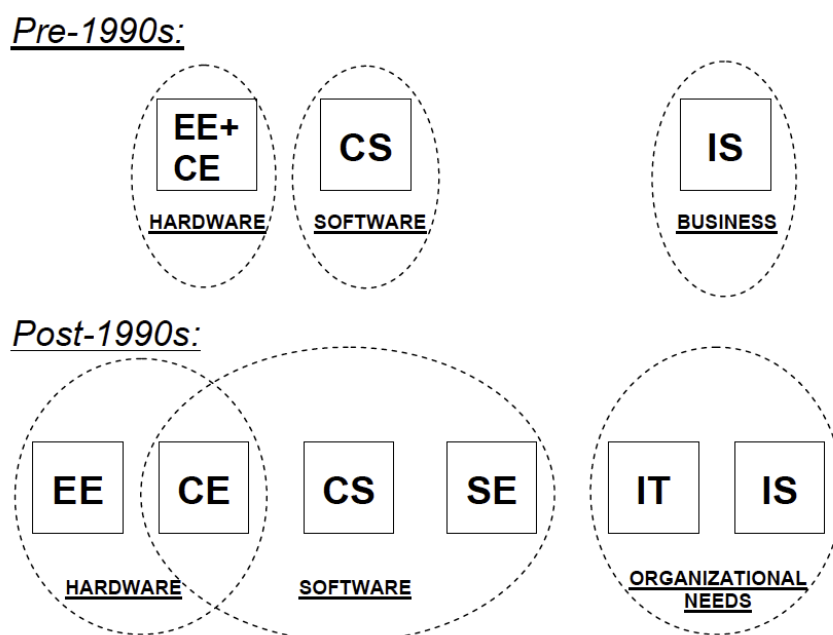 Pre-1990s:
EE+
CE
CS
IS
HARDWARE
SOFTWARE
BUSINESS
Post-1990s:
EE
CE
CS
SE
IT
IS
HARDWARE
SOFTWARE
ORGANIZATIONAL
NEEDS